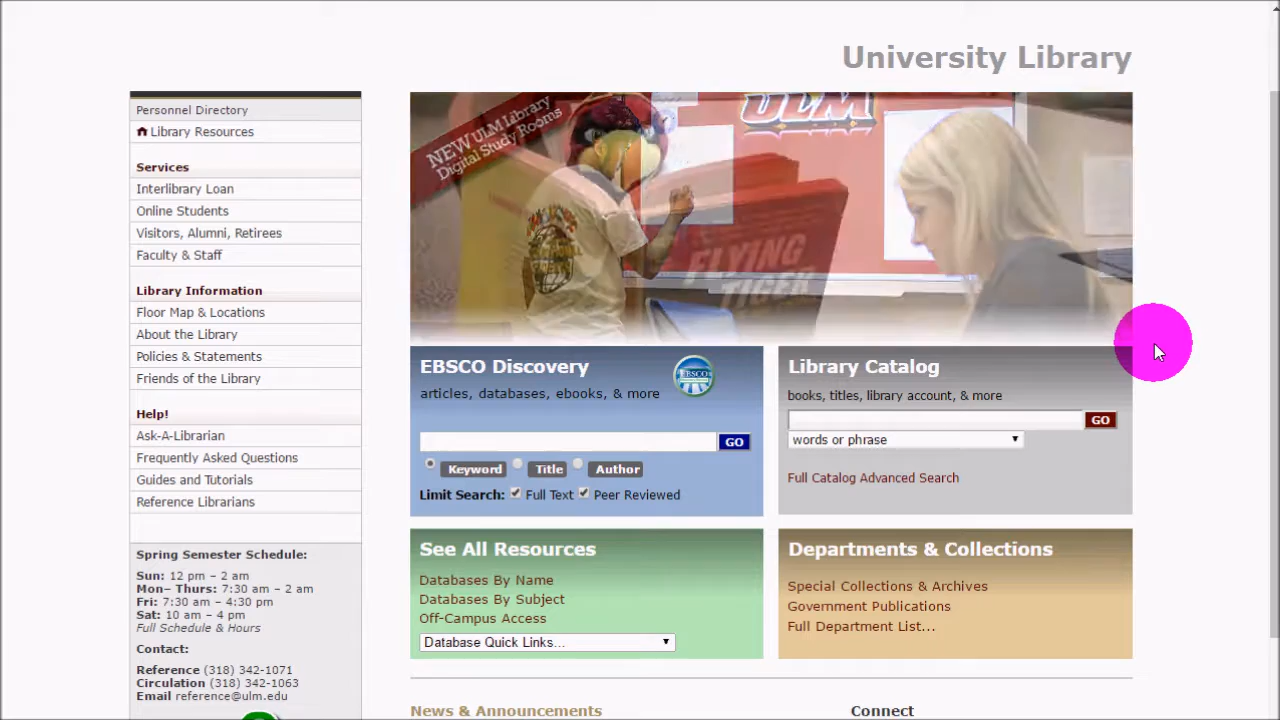 University Library
Personnel Directory
Library Resources
Services
Interlibrary Loan
Online Students
Visitors, Alumni, Retirees
Faculty & Staff
Library Information
Floor Map & Locations
About the Library
Policies & Statements
Friends of the Library
Help!
Ask-A-Librarian
Frequently Asked Questions
Guides and Tutorials
Reference Librarians
Spring Semester Schedule:
Sun: 12 pm – 2 am
Mon– Thurs: 7:30 am – 2 am
Fri: 7:30 am – 4:30 pm
Sat: 10 am – 4 pm
Full Schedule & Hours
Contact:
Reference (318) 342-1071
Circulation (318) 342-1063
Email reference@ulm.edu
NEW ULM Library
Digital Study Rooms
ULM
FLYING
TIGER
EBSCO Discovery
EBSCO
articles, databases, ebooks, & more
GO
Keyword Title Author
Limit Search: Full Text Peer Reviewed
Library Catalog
books, titles, library account, & more
GO
words or phrase
Full Catalog Advanced Search
See All Resources
Databases By Name
Databases By Subject
Off-Campus Access
Database Quick Links...
Departments & Collections
Special Collections & Archives
Government Publications
Full Department List...
News & Announcements
Connect